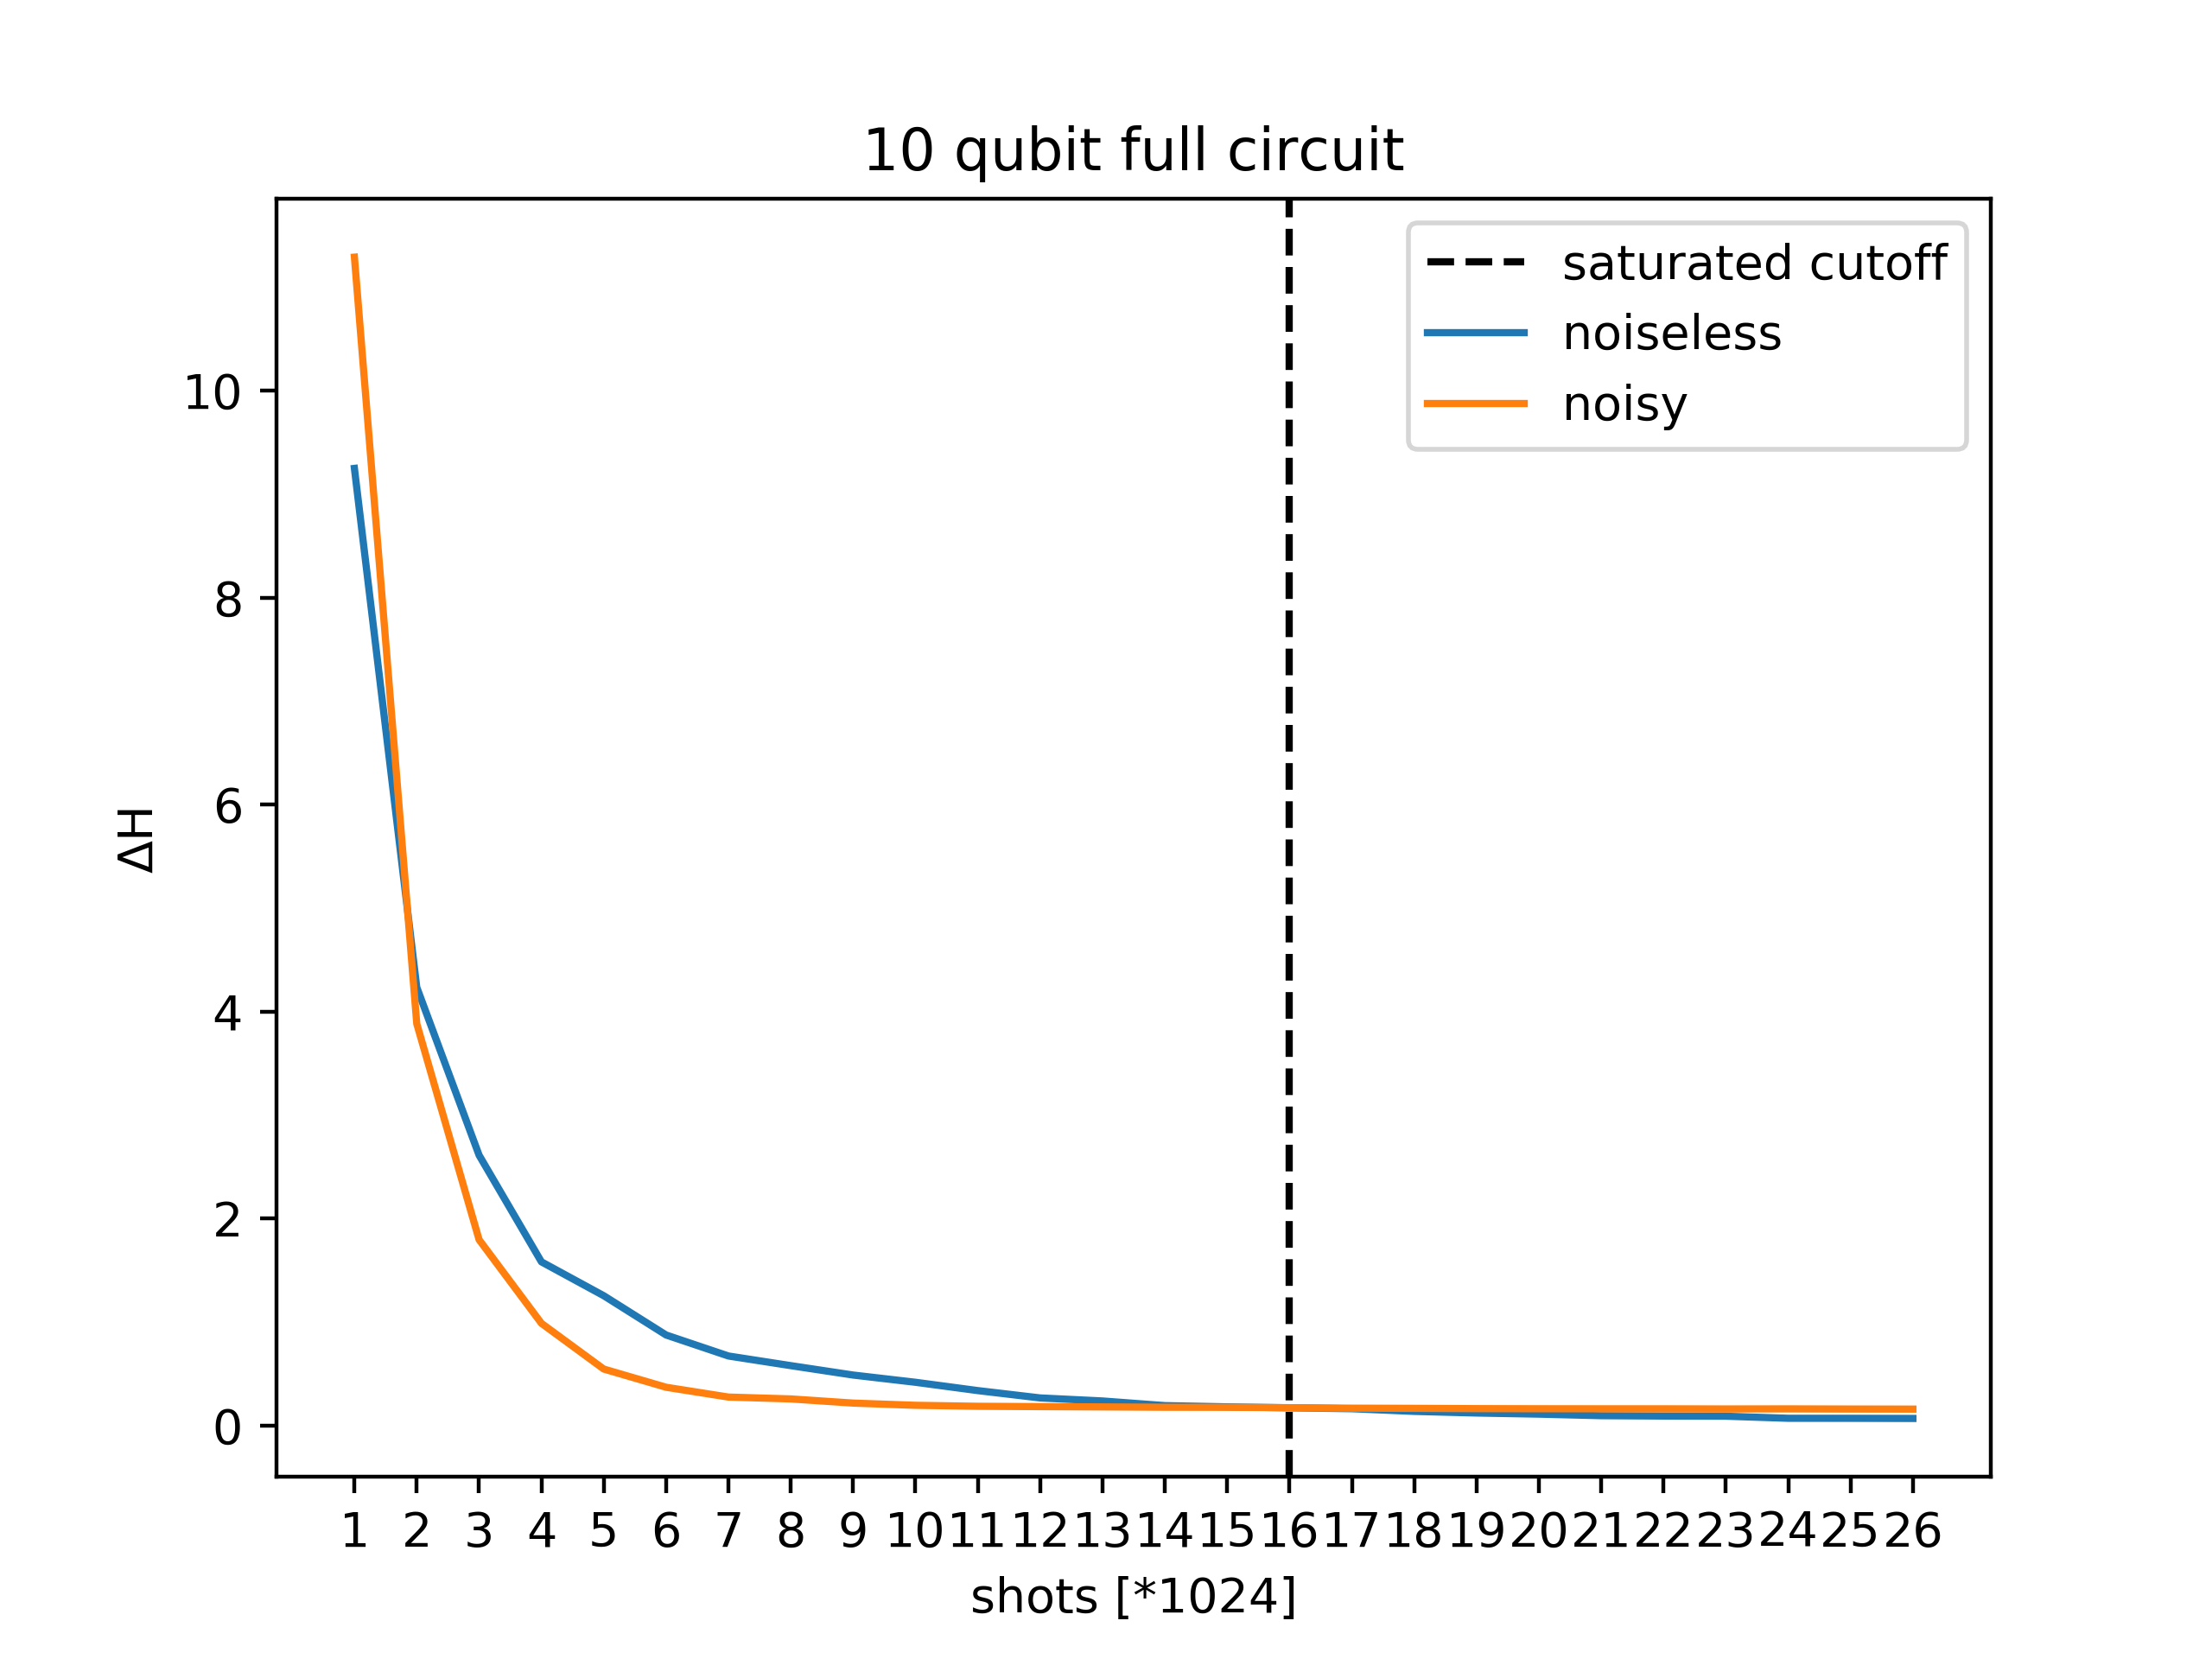 10 qubit full circuit
saturated cutoff
noiseless
noisy
10
8
6
4
2
0
ΔH
1 2 3 4 5 6 7 8 9 10 11 12 13 14 15 16 17 18 19 20 21 22 23 24 25 26
shots [*1024]